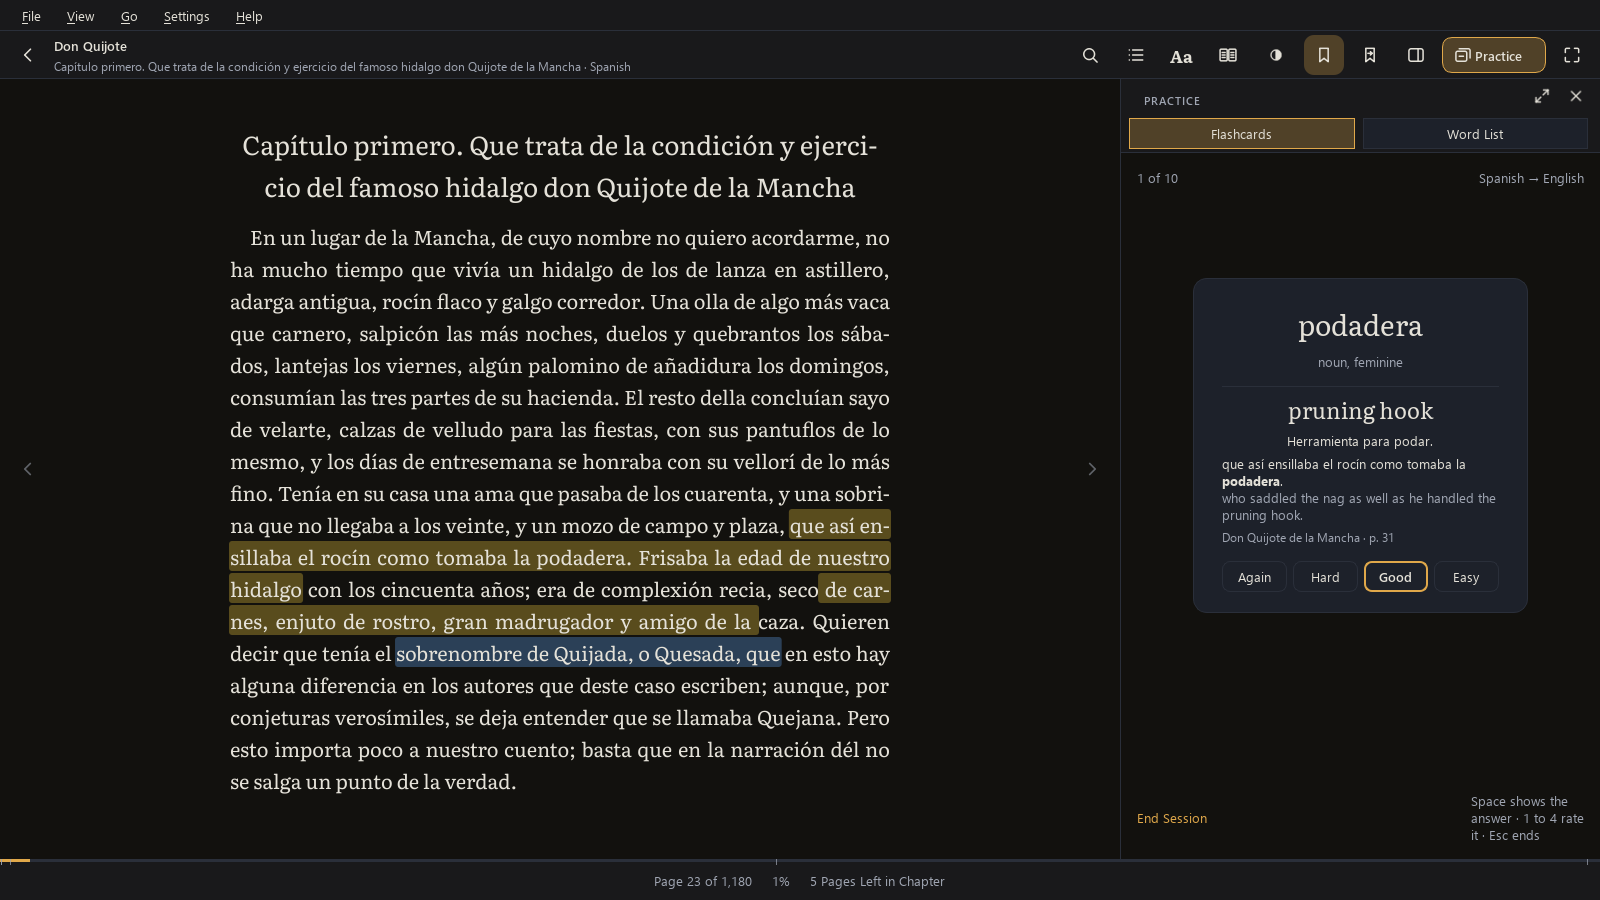 File View Go Settings Help
Don Quijote
Capítulo primero. Que trata de la condición y ejercicio del famoso hidalgo don Quijote de la Mancha · Spanish
Aa
Practice
Capítulo primero. Que trata de la condición y ejerci-
cio del famoso hidalgo don Quijote de la Mancha
En un lugar de la Mancha, de cuyo nombre no quiero acordarme, no
ha mucho tiempo que vivía un hidalgo de los de lanza en astillero,
adarga antigua, rocín flaco y galgo corredor. Una olla de algo más vaca
que carnero, salpicón las más noches, duelos y quebrantos los sába-
dos, lantejas los viernes, algún palomino de añadidura los domingos,
consumían las tres partes de su hacienda. El resto della concluían sayo
de velarte, calzas de velludo para las fiestas, con sus pantuflos de lo
mesmo, y los días de entresemana se honraba con su vellorí de lo más
fino. Tenía en su casa una ama que pasaba de los cuarenta, y una sobri-
na que no llegaba a los veinte, y un mozo de campo y plaza, que así en-
sillaba el rocín como tomaba la podadera. Frisaba la edad de nuestro
hidalgo con los cincuenta años; era de complexión recia, seco de car-
nes, enjuto de rostro, gran madrugador y amigo de la caza. Quieren
decir que tenía el sobrenombre de Quijada, o Quesada, que en esto hay
alguna diferencia en los autores que deste caso escriben; aunque, por
conjeturas verosímiles, se deja entender que se llamaba Quejana. Pero
esto importa poco a nuestro cuento; basta que en la narración dél no
se salga un punto de la verdad.
PRACTICE
Flashcards Word List
1 of 10 Spanish → English
podadera
noun, feminine
pruning hook
Herramienta para podar.
que así ensillaba el rocín como tomaba la
podadera.
who saddled the nag as well as he handled the
pruning hook.
Don Quijote de la Mancha · p. 31
Again Hard Good Easy
End Session
Space shows the
answer · 1 to 4 rate
it · Esc ends
Page 23 of 1,180 1% 5 Pages Left in Chapter